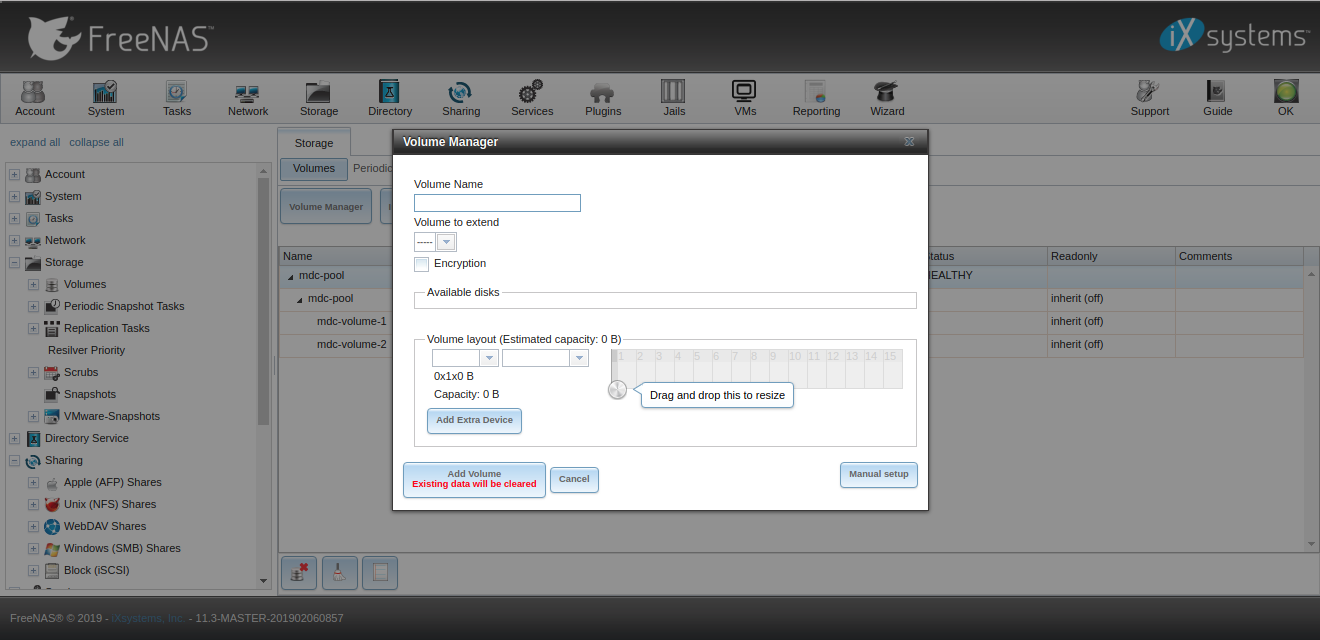 FreeNAS™
iXsystems™
Account System Tasks Network Storage Directory Sharing Services Plugins Jails VMs Reporting Wizard Support Guide OK
expand all collapse all
Account
System
Tasks
Network
Storage
Volumes
Periodic Snapshot Tasks
Replication Tasks
Resilver Priority
Scrubs
Snapshots
VMware-Snapshots
Directory Service
Sharing
Apple (AFP) Shares
Unix (NFS) Shares
WebDAV Shares
Windows (SMB) Shares
Block (iSCSI)
Storage
Volumes Periodic
Volume Manager
Name Readonly Comments
mdc-pool
mdc-pool inherit (off)
mdc-volume-1 inherit (off)
mdc-volume-2 inherit (off)
Volume Manager
Volume Name
Volume to extend
-----
Encryption
Available disks
Volume layout (Estimated capacity: 0 B)
1 2 3 4 5 6 7 8 9 10 11 12 13 14 15
0x1x0 B
Capacity: 0 B
Drag and drop this to resize
Add Extra Device
Add Volume
Existing data will be cleared
Cancel
Manual setup
FreeNAS® © 2019 - iXsystems, Inc. - 11.3-MASTER-201902060857